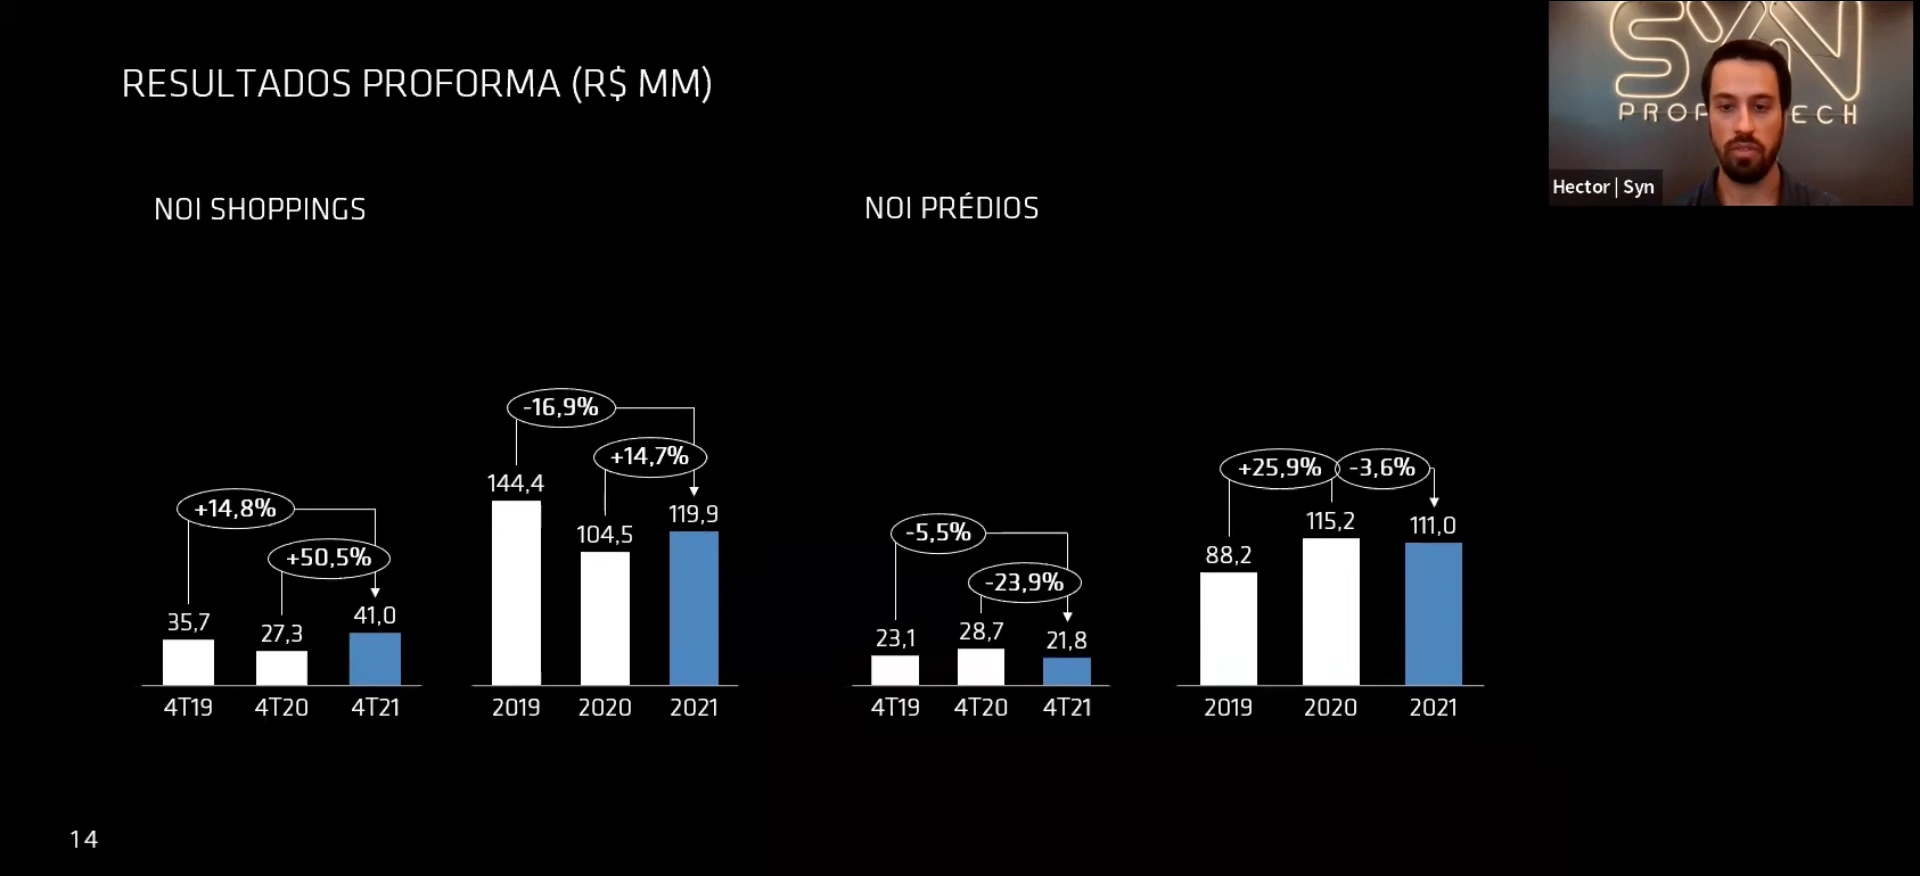 RESULTADOS PROFORMA (R$ MM)
SYN
PROP ECH
Hector | Syn
NOI SHOPPINGS
+14,8%
+50,5%
35,7
27,3
41,0
4T19
4T20
4T21
-16,9%
+14,7%
144,4
104,5
119,9
2019
2020
2021
NOI PRÉDIOS
-5,5%
-23,9%
23,1
28,7
21,8
4T19
4T20
4T21
+25,9%
-3,6%
88,2
115,2
111,0
2019
2020
2021
14